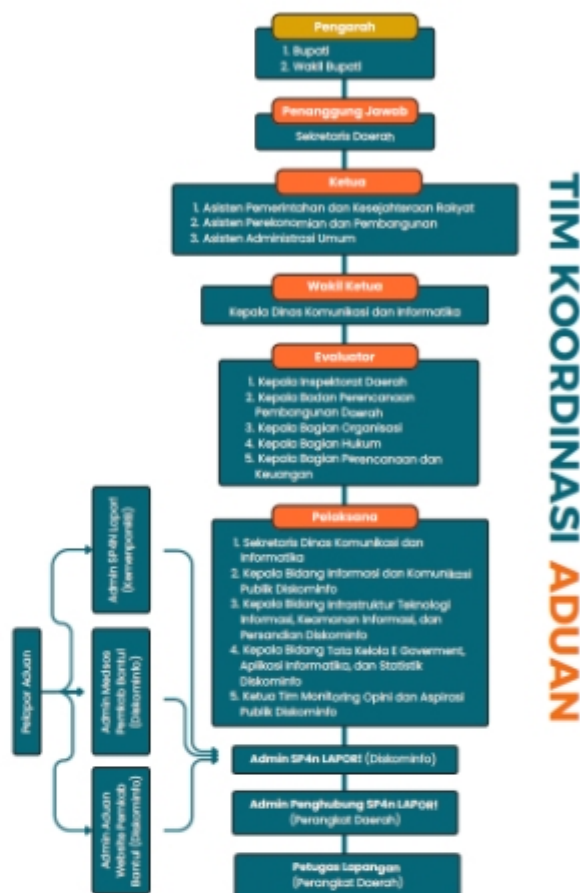 TIM KOORDINASI ADUAN
Pengarah
1. Bupati
2. Wakil Bupati
Penanggung Jawab
Sekretaris Daerah
Ketua
1. Asisten Pemerintahan dan Kesejahteraan Rakyat
2. Asisten Perekonomian dan Pembangunan
3. Asisten Administrasi Umum
Wakil Ketua
Kepala Dinas Komunikasi dan Informatika
Evaluator
1. Kepala Inspektorat Daerah
2. Kepala Badan Perencanaan
Pembangunan Daerah
3. Kepala Bagian Organisasi
4. Kepala Bagian Hukum
5. Kepala Bagian Perencanaan dan
Keuangan
Pelaksana
1. Sekretaris Dinas Komunikasi dan
Informatika
2. Kepala Bidang Informasi dan Komunikasi
Publik Diskominfo
3. Kepala Bidang Infrastruktur Teknologi
Informasi, Keamanan Informasi, dan
Persandian Diskominfo
4. Kepala Bidang Tata Kelola E Goverment,
Aplikasi Informatika, dan Statistik
Diskominfo
5. Ketua Tim Monitoring Opini dan Aspirasi
Publik Diskominfo
Pelapor Aduan
Admin SP4N Lapor!
(Kemenpanrb)
Admin Medsos
Pemkab Bantul
(Diskominfo)
Admin Aduan
Website Pemkab
Bantul (Diskominfo)
Admin SP4n LAPOR! (Diskominfo)
Admin Penghubung SP4n LAPOR!
(Perangkat Daerah)
Petugas Lapangan
(Perangkat Daerah)